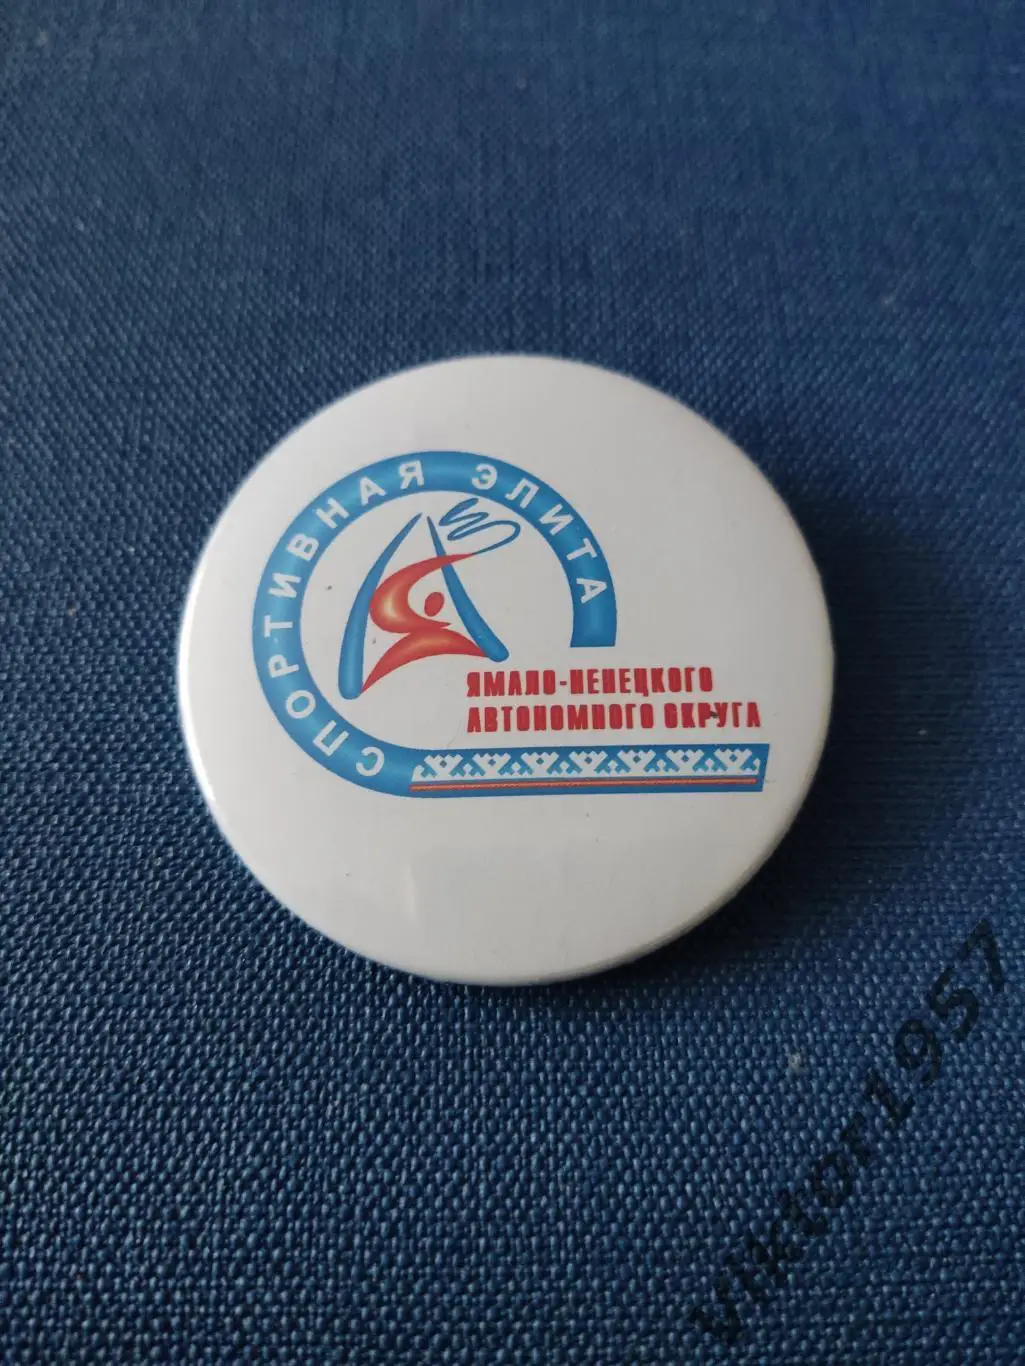 СПОРТИВНАЯ ЭЛИТА
ЯМАЛО-НЕНЕЦКОГО
АВТОНОМНОГО ОКРУГА
viktor1957